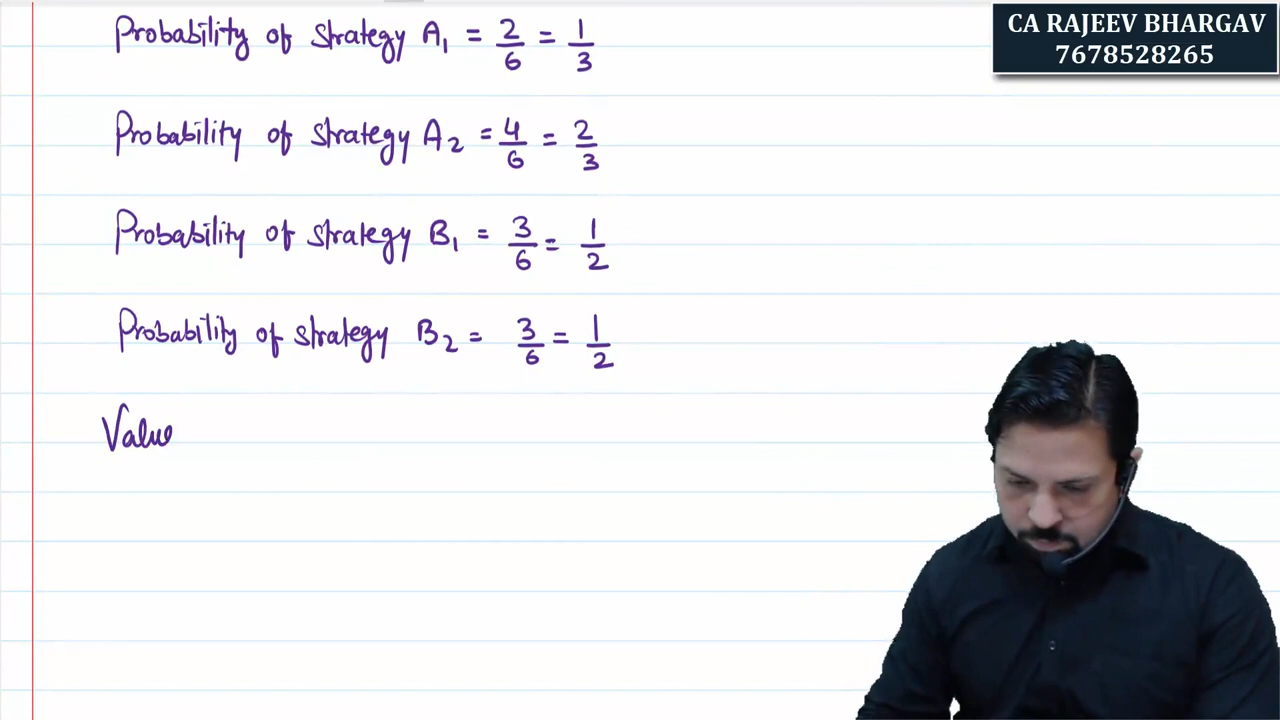 CA RAJEEV BHARGAV
7678528265
Probability of strategy A₁ = 2/6 = 1/3
Probability of strategy A₂ = 4/6 = 2/3
Probability of strategy B₁ = 3/6 = 1/2
Probability of strategy B₂ = 3/6 = 1/2
Value